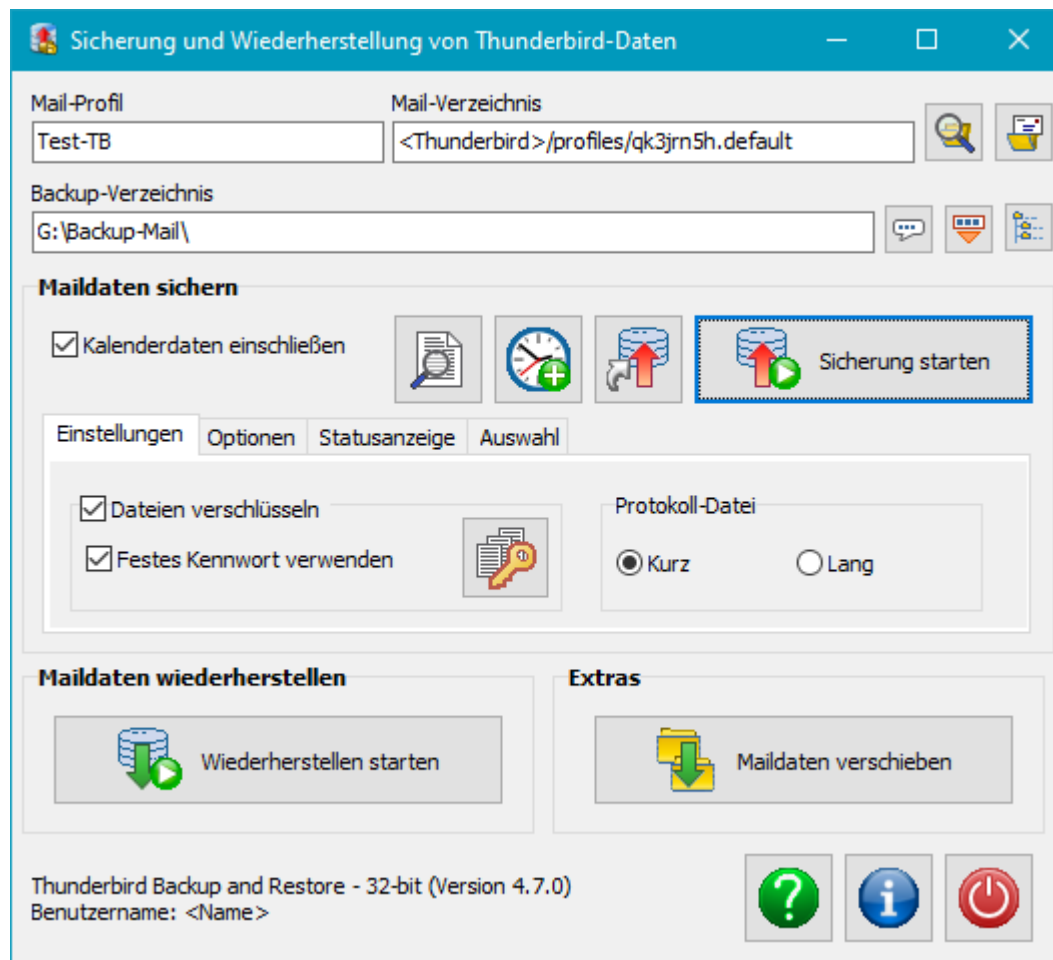 Sicherung und Wiederherstellung von Thunderbird-Daten
Mail-Profil
Mail-Verzeichnis
Test-TB
<Thunderbird>/profiles/qk3jrn5h.default
Backup-Verzeichnis
G:\Backup-Mail\
Maildaten sichern
Kalenderdaten einschließen
Sicherung starten
Einstellungen
Optionen
Statusanzeige
Auswahl
Dateien verschlüsseln
Festes Kennwort verwenden
Protokoll-Datei
Kurz
Lang
Maildaten wiederherstellen
Wiederherstellen starten
Extras
Maildaten verschieben
Thunderbird Backup and Restore - 32-bit (Version 4.7.0)
Benutzername: <Name>